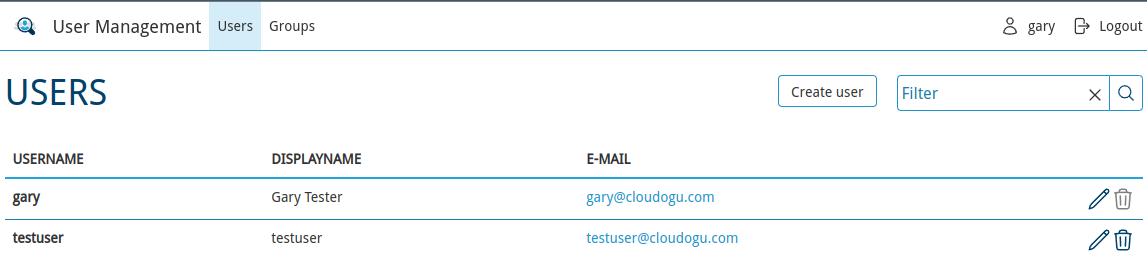 User Management Users Groups gary Logout
USERS Create user Filter
USERNAME DISPLAYNAME E-MAIL
gary Gary Tester gary@cloudogu.com
testuser testuser testuser@cloudogu.com